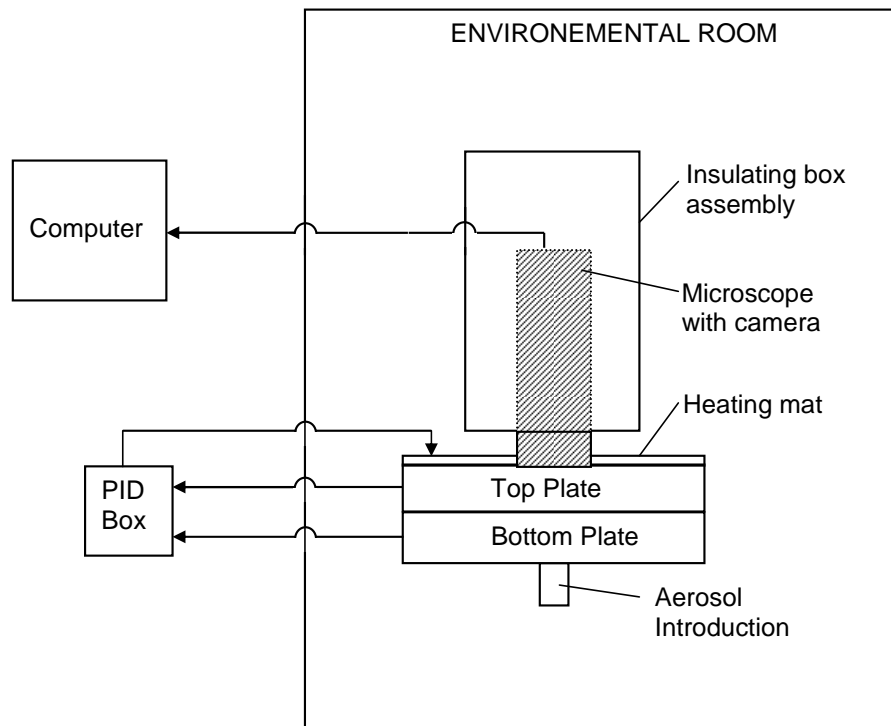 ENVIRONEMENTAL ROOM
Insulating box
assembly
Computer
Microscope
with camera
Heating mat
PID
Box
Top Plate
Bottom Plate
Aerosol
Introduction